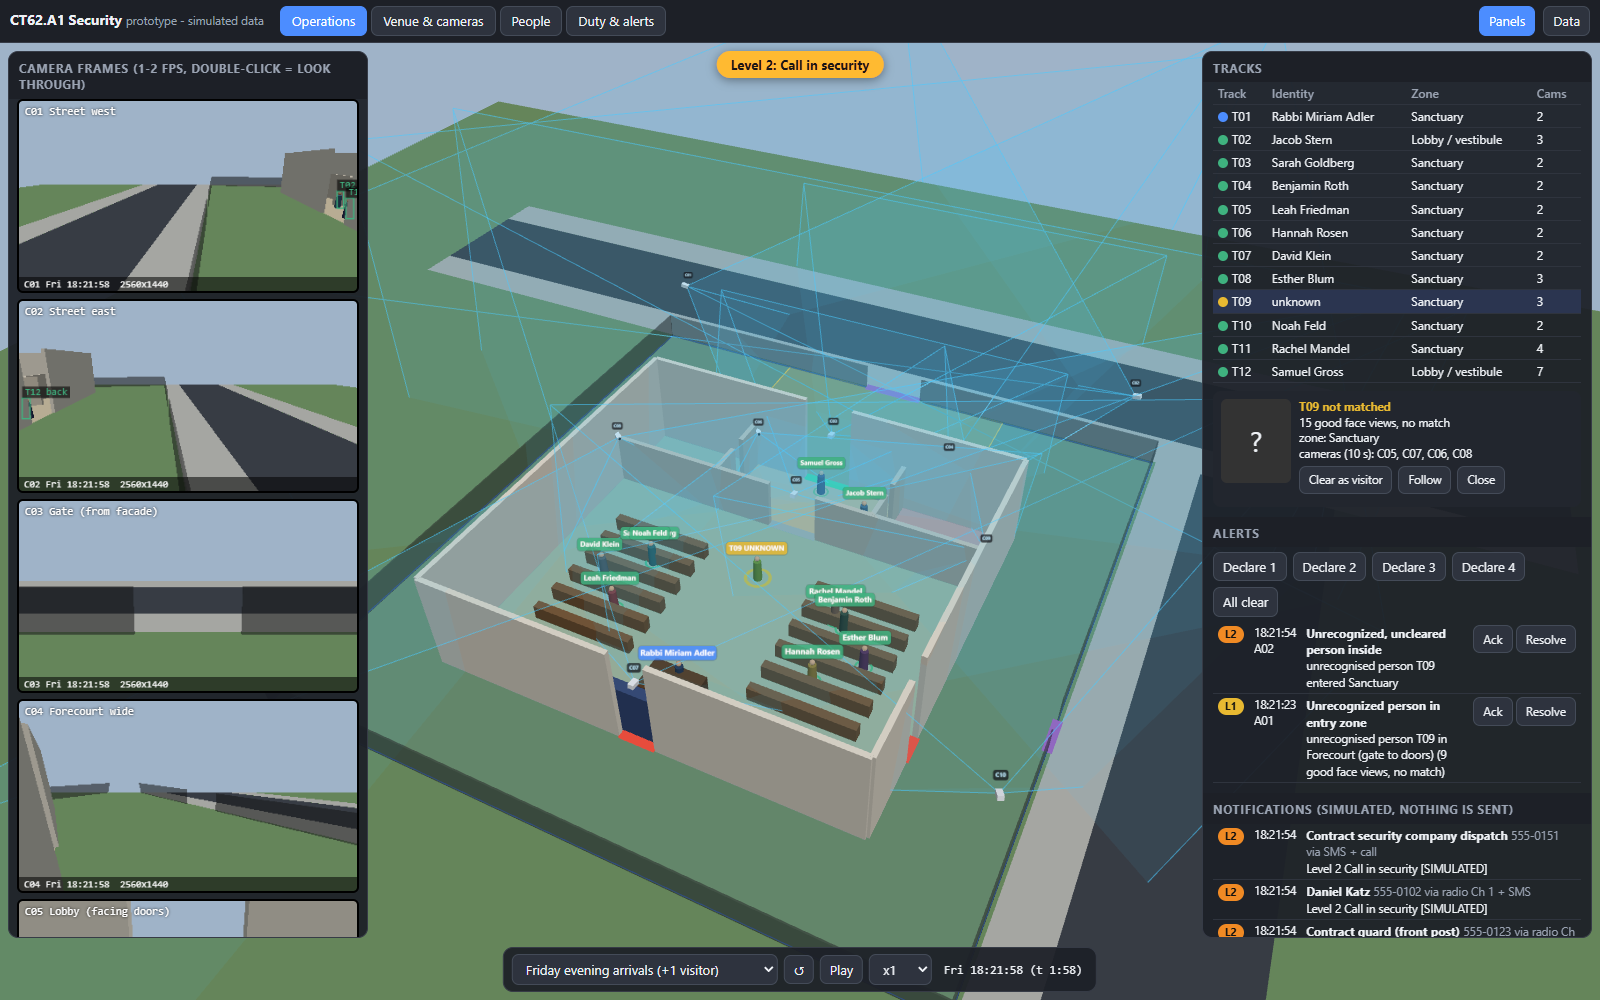 CT62.A1 Security prototype - simulated data
Operations
Venue & cameras
People
Duty & alerts
Panels
Data
CAMERA FRAMES (1-2 FPS, DOUBLE-CLICK = LOOK
THROUGH)
C01 Street west
C01 Fri 18:21:58 2560x1440
C02 Street east
T12 back
C02 Fri 18:21:58 2560x1440
C03 Gate (from facade)
C03 Fri 18:21:58 2560x1440
C04 Forecourt wide
C04 Fri 18:21:58 2560x1440
C05 Lobby (facing doors)
Level 2: Call in security
Samuel Gross
Jacob Stern
Noah Feld
David Klein
T09 UNKNOWN
Leah Friedman
Rachel Mandel
Benjamin Roth
Esther Blum
Hannah Rosen
Rabbi Miriam Adler
C07
C10
Friday evening arrivals (+1 visitor)
↺
Play
x1
Fri 18:21:58 (t 1:58)
TRACKS
Track Identity Zone Cams
T01 Rabbi Miriam Adler Sanctuary 2
T02 Jacob Stern Lobby / vestibule 3
T03 Sarah Goldberg Sanctuary 2
T04 Benjamin Roth Sanctuary 2
T05 Leah Friedman Sanctuary 2
T06 Hannah Rosen Sanctuary 2
T07 David Klein Sanctuary 2
T08 Esther Blum Sanctuary 3
T09 unknown Sanctuary 3
T10 Noah Feld Sanctuary 2
T11 Rachel Mandel Sanctuary 4
T12 Samuel Gross Lobby / vestibule 7
?
T09 not matched
15 good face views, no match
zone: Sanctuary
cameras (10 s): C05, C07, C06, C08
Clear as visitor
Follow
Close
ALERTS
Declare 1
Declare 2
Declare 3
Declare 4
All clear
L2 18:21:54 Unrecognized, uncleared
A02 person inside
unrecognised person T09
entered Sanctuary
Ack
Resolve
L1 18:21:23 Unrecognized person in
A01 entry zone
unrecognised person T09 in
Forecourt (gate to doors) (9
good face views, no match)
Ack
Resolve
NOTIFICATIONS (SIMULATED, NOTHING IS SENT)
L2 18:21:54 Contract security company dispatch 555-0151
via SMS + call
Level 2 Call in security [SIMULATED]
L2 18:21:54 Daniel Katz 555-0102 via radio Ch 1 + SMS
Level 2 Call in security [SIMULATED]
L2 18:21:54 Contract guard (front post) 555-0123 via radio Ch